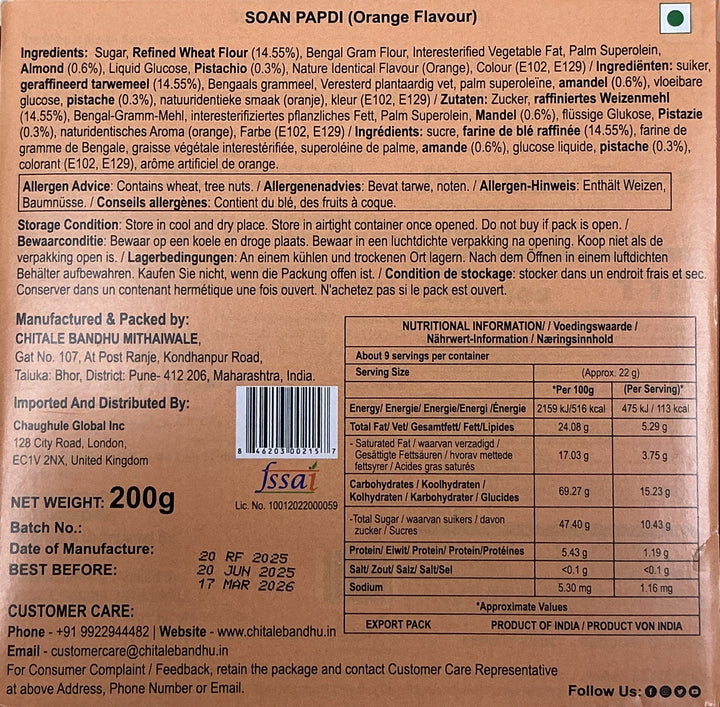 SOAN PAPDI (Orange Flavour)
Ingredients: Sugar, Refined Wheat Flour (14.55%), Bengal Gram Flour, Interesterified Vegetable Fat, Palm Superolein,
Almond (0.6%), Liquid Glucose, Pistachio (0.3%), Nature Identical Flavour (Orange), Colour (E102, E129) / Ingrediënten: suiker,
geraffineerd tarwemeel (14.55%), Bengaals grammeel, Veresterd plantaardig vet, palm superoleïne, amandel (0.6%), vloeibare
glucose, pistache (0.3%), natuuridentieke smaak (oranje), kleur (E102, E129) / Zutaten: Zucker, raffiniertes Weizenmehl
(14.55%), Bengal-Gramm-Mehl, interesterifiziertes pflanzliches Fett, Palm Superolein, Mandel (0.6%), flüssige Glukose, Pistazie
(0.3%), naturidentisches Aroma (orange), Farbe (E102, E129) / Ingrédients: sucre, farine de blé raffinée (14.55%), farine de
gramme de Bengale, graisse végétale interestérifiée, superoléine de palme, amande (0.6%), glucose liquide, pistache (0.3%),
colorant (E102, E129), arôme artificiel de orange.
Allergen Advice: Contains wheat, tree nuts. / Allergenenadvies: Bevat tarwe, noten. / Allergen-Hinweis: Enthält Weizen,
Baumnüsse. / Conseils allergènes: Contient du blé, des fruits à coque.
Storage Condition: Store in cool and dry place. Store in airtight container once opened. Do not buy if pack is open. /
Bewaarconditie: Bewaar op een koele en droge plaats. Bewaar in een luchtdichte verpakking na opening. Koop niet als de
verpakking open is. / Lagerbedingungen: An einem kühlen und trockenen Ort lagern. Nach dem Öffnen in einem luftdichten
Behälter aufbewahren. Kaufen Sie nicht, wenn die Packung offen ist. / Condition de stockage: stocker dans un endroit frais et sec.
Conserver dans un contenant hermétique une fois ouvert. N'achetez pas si le pack est ouvert.
Manufactured & Packed by:
CHITALE BANDHU MITHAIWALE,
Gat No. 107, At Post Ranje, Kondhanpur Road,
Taluka: Bhor, District: Pune- 412 206, Maharashtra, India.
Imported And Distributed By:
Chaughule Global Inc
128 City Road, London,
EC1V 2NX, United Kingdom
8 46203 00215 7
fssai
Lic. No. 10012022000059
NET WEIGHT: 200g
Batch No.:
Date of Manufacture: 20 RF 2025
BEST BEFORE: 20 JUN 2025
17 MAR 2026
NUTRITIONAL INFORMATION/ / Voedingswaarde /
Nährwert-Information / Næringsinnhold
About 9 servings per container
Serving Size (Approx. 22 g)
*Per 100g (Per Serving)*
Energy/ Energie/ Energie/Energi /Énergie 2159 kJ/516 kcal 475 kJ / 113 kcal
Total Fat/ Vet/ Gesamtfett/ Fett/Lipides 24.08 g 5.29 g
- Saturated Fat / waarvan verzadigd /
Gesättigte Fettsäuren / hvorav mettede
fettsyrer / Acides gras saturés 17.03 g 3.75 g
Carbohydrates / Koolhydraten /
Kolhydraten / Karbohydrater / Glucides 69.27 g 15.23 g
-Total Sugar / waarvan suikers / davon
zucker / Sucres 47.40 g 10.43 g
Protein/ Eiwit/ Protein/ Protein/Protéines 5.43 g 1.19 g
Salt/ Zout/ Salz/ Salt/Sel <0.1 g <0.1 g
Sodium 5.30 mg 1.16 mg
*Approximate Values
EXPORT PACK PRODUCT OF INDIA / PRODUCT VON INDIA
CUSTOMER CARE:
Phone - +91 9922944482 | Website - www.chitalebandhu.in
Email - customercare@chitalebandhu.in
For Consumer Complaint / Feedback, retain the package and contact Customer Care Representative
at above Address, Phone Number or Email.
Follow Us: